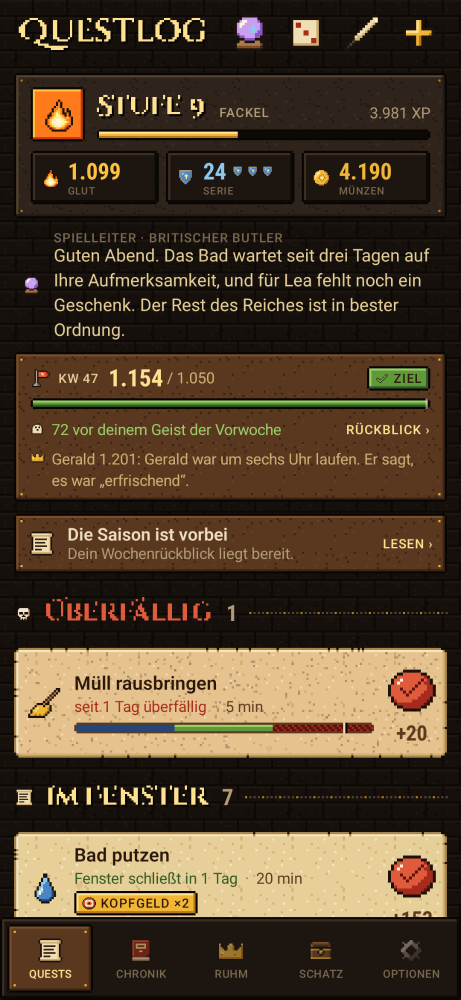 QUESTLOG
STUFE 9 FACKEL 3.981 XP
1.099 GLUT
24 SERIE
4.190 MÜNZEN
SPIELLEITER · BRITISCHER BUTLER
Guten Abend. Das Bad wartet seit drei Tagen auf
Ihre Aufmerksamkeit, und für Lea fehlt noch ein
Geschenk. Der Rest des Reiches ist in bester
Ordnung.
KW 47 1.154 / 1.050 ZIEL
72 vor deinem Geist der Vorwoche RÜCKBLICK ›
Gerald 1.201: Gerald war um sechs Uhr laufen. Er sagt,
es war „erfrischend“.
Die Saison ist vorbei
Dein Wochenrückblick liegt bereit. LESEN ›
ÜBERFÄLLIG 1
Müll rausbringen
seit 1 Tag überfällig · 5 min
+20
IM FENSTER 7
Bad putzen
Fenster schließt in 1 Tag · 20 min
KOPFGELD ×2
QUESTS CHRONIK RUHM SCHATZ OPTIONEN